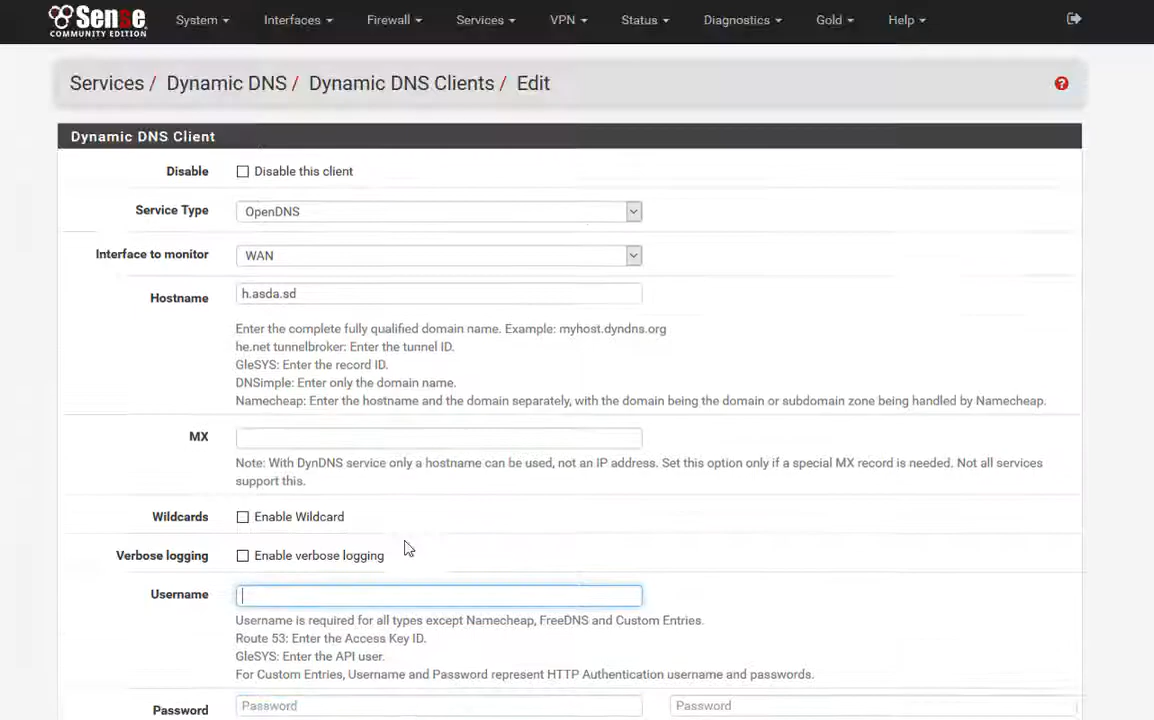 Sense
COMMUNITY EDITION
System Interfaces Firewall Services VPN Status Diagnostics Gold Help
Services / Dynamic DNS / Dynamic DNS Clients / Edit
?
Dynamic DNS Client
Disable Disable this client
Service Type OpenDNS
Interface to monitor WAN
Hostname h.asda.sd
Enter the complete fully qualified domain name. Example: myhost.dyndns.org
he.net tunnelbroker: Enter the tunnel ID.
GleSYS: Enter the record ID.
DNSimple: Enter only the domain name.
Namecheap: Enter the hostname and the domain separately, with the domain being the domain or subdomain zone being handled by Namecheap.
MX
Note: With DynDNS service only a hostname can be used, not an IP address. Set this option only if a special MX record is needed. Not all services
support this.
Wildcards Enable Wildcard
Verbose logging Enable verbose logging
Username
Username is required for all types except Namecheap, FreeDNS and Custom Entries.
Route 53: Enter the Access Key ID.
GleSYS: Enter the API user.
For Custom Entries, Username and Password represent HTTP Authentication username and passwords.
Password Password Password